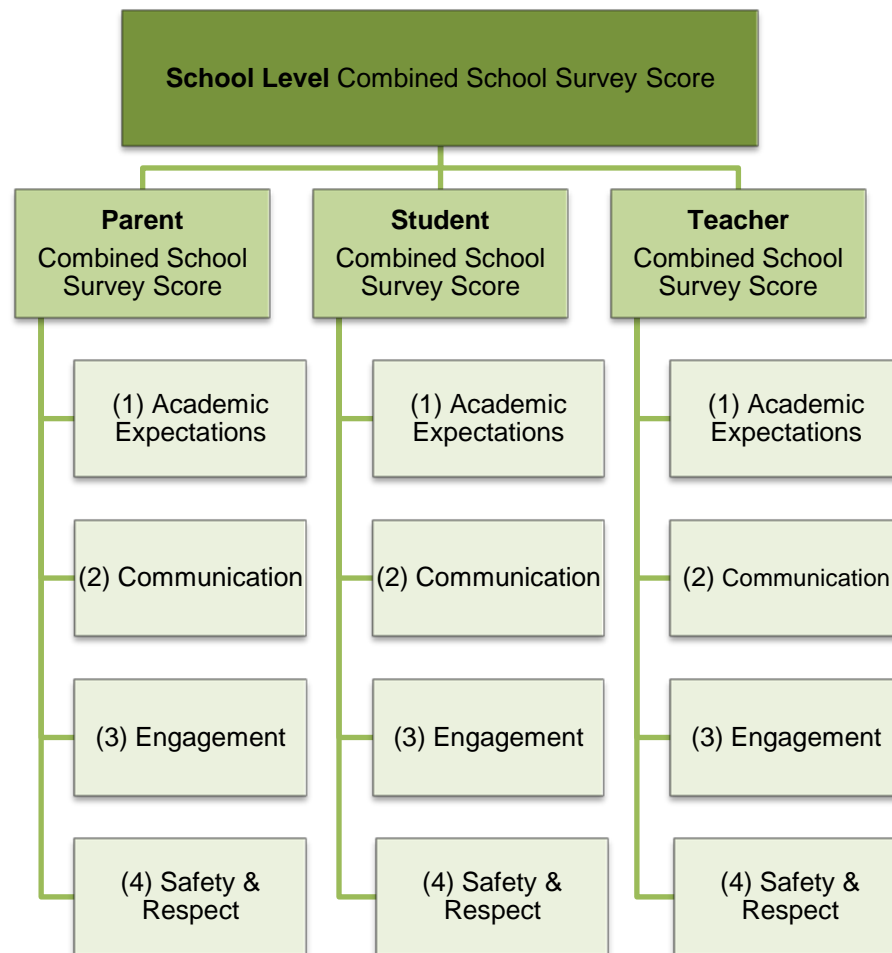 School Level Combined School Survey Score
Parent
Combined School
Survey Score
Student
Combined School
Survey Score
Teacher
Combined School
Survey Score
(1) Academic
Expectations
(2) Communication
(3) Engagement
(4) Safety &
Respect
(1) Academic
Expectations
(2) Communication
(3) Engagement
(4) Safety &
Respect
(1) Academic
Expectations
(2) Communication
(3) Engagement
(4) Safety &
Respect